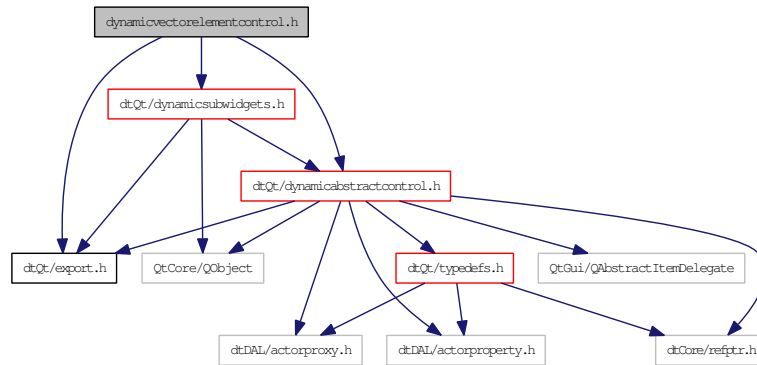 dynamicvectorelementcontrol.h
dtQt/dynamicsubwidgets.h
dtQt/dynamicabstractcontrol.h
dtQt/export.h
QtCore/QObject
dtQt/typedefs.h
QtGui/QAbstractItemDelegate
dtDAL/actorproxy.h
dtDAL/actorproperty.h
dtCore/refptr.h